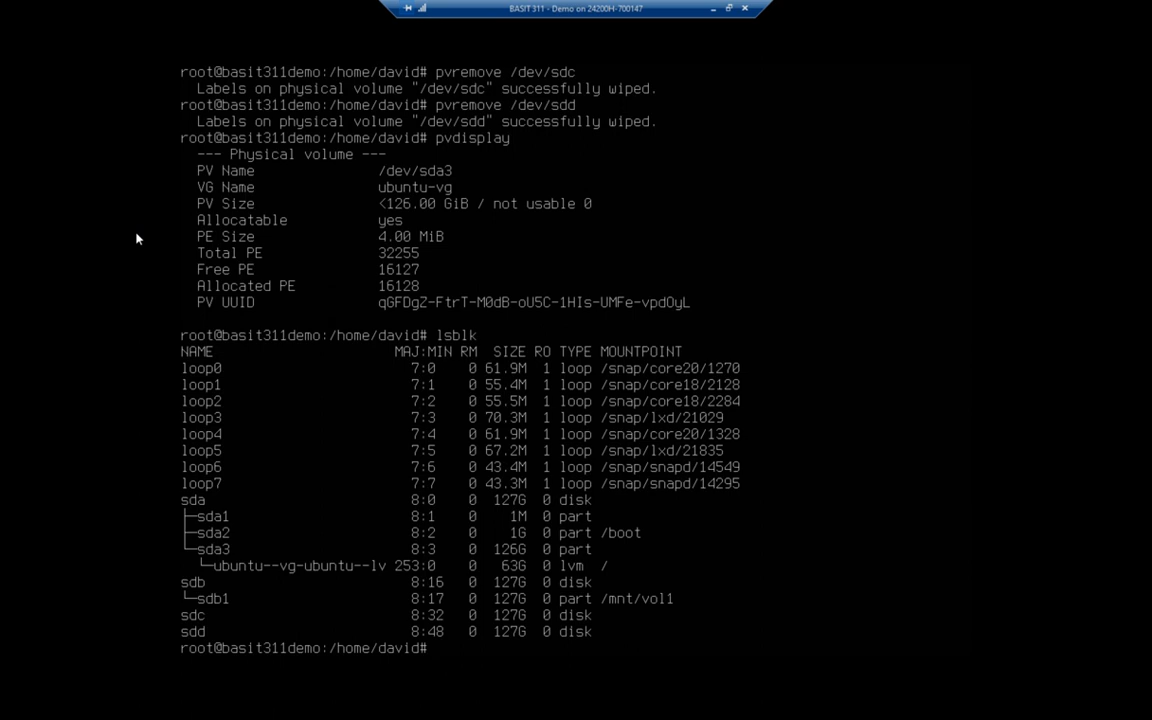 BASIT 311 - Demo on 24200H-700147
root@basit311demo:/home/david# pvremove /dev/sdc
  Labels on physical volume "/dev/sdc" successfully wiped.
root@basit311demo:/home/david# pvremove /dev/sdd
  Labels on physical volume "/dev/sdd" successfully wiped.
root@basit311demo:/home/david# pvdisplay
  --- Physical volume ---
  PV Name               /dev/sda3
  VG Name               ubuntu-vg
  PV Size               <126.00 GiB / not usable 0
  Allocatable           yes
  PE Size               4.00 MiB
  Total PE              32255
  Free PE               16127
  Allocated PE          16128
  PV UUID               qGFDgZ-FtrT-M0dB-oU5C-1HIs-UMFe-vpdOyL
root@basit311demo:/home/david# lsblk
NAME                      MAJ:MIN RM  SIZE RO TYPE MOUNTPOINT
loop0                       7:0    0 61.9M  1 loop /snap/core20/1270
loop1                       7:1    0 55.4M  1 loop /snap/core18/2128
loop2                       7:2    0 55.5M  1 loop /snap/core18/2284
loop3                       7:3    0 70.3M  1 loop /snap/lxd/21029
loop4                       7:4    0 61.9M  1 loop /snap/core20/1328
loop5                       7:5    0 67.2M  1 loop /snap/lxd/21835
loop6                       7:6    0 43.4M  1 loop /snap/snapd/14549
loop7                       7:7    0 43.3M  1 loop /snap/snapd/14295
sda                         8:0    0  127G  0 disk
├─sda1                      8:1    0    1M  0 part
├─sda2                      8:2    0    1G  0 part /boot
└─sda3                      8:3    0  126G  0 part
  └─ubuntu--vg-ubuntu--lv 253:0    0   63G  0 lvm  /
sdb                         8:16   0  127G  0 disk
└─sdb1                      8:17   0  127G  0 part /mnt/vol1
sdc                         8:32   0  127G  0 disk
sdd                         8:48   0  127G  0 disk
root@basit311demo:/home/david#